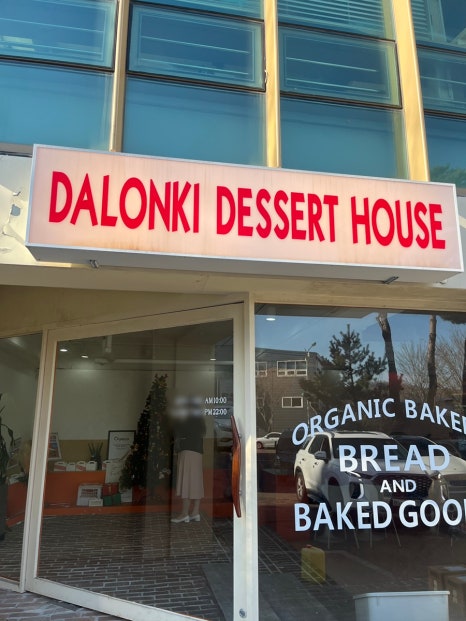 DALONKI DESSERT HOUSE
AM10:00
PM22:00
ORGANIC BAKE
BREAD
AND
BAKED GOO